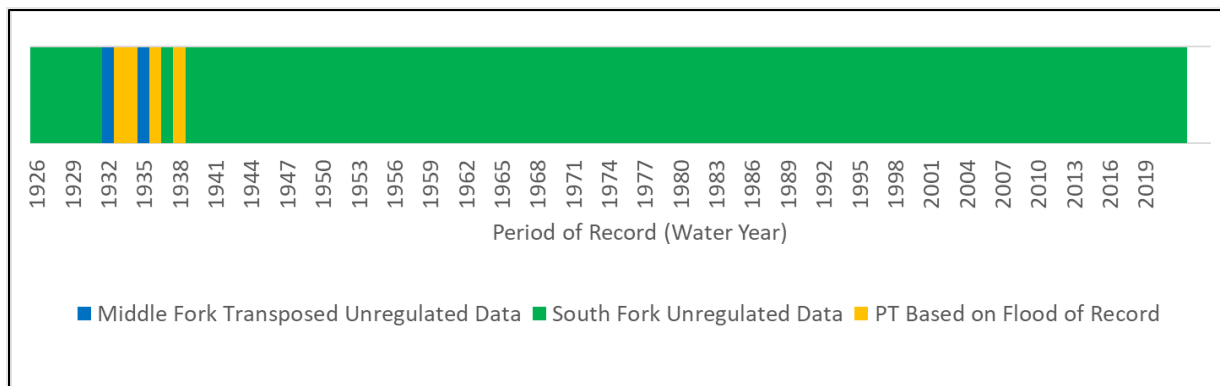 1926 1929 1932 1935 1938 1941 1944 1947 1950 1953 1956 1959 1962 1965 1968 1971 1974 1977 1980 1983 1986 1989 1992 1995 1998 2001 2004 2007 2010 2013 2016 2019
Period of Record (Water Year)
Middle Fork Transposed Unregulated Data South Fork Unregulated Data PT Based on Flood of Record